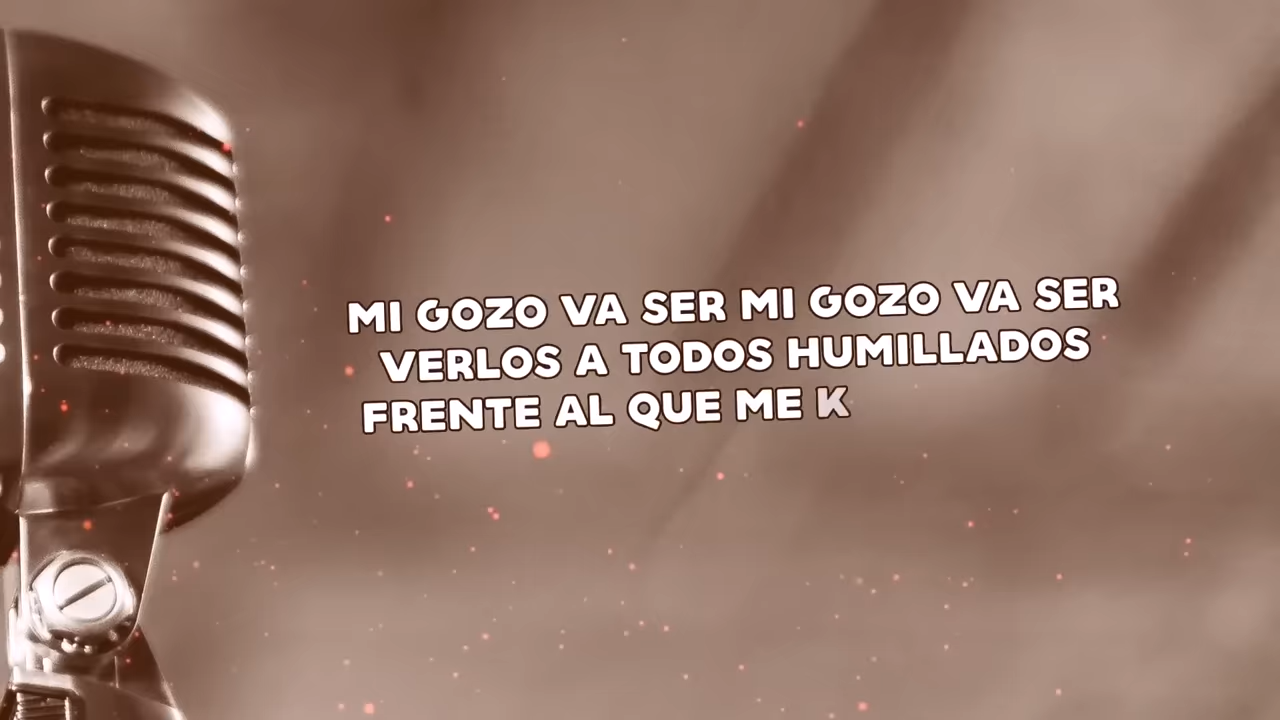 MI GOZO VA SER MI GOZO VA SER
VERLOS A TODOS HUMILLADOS
FRENTE AL QUE ME K